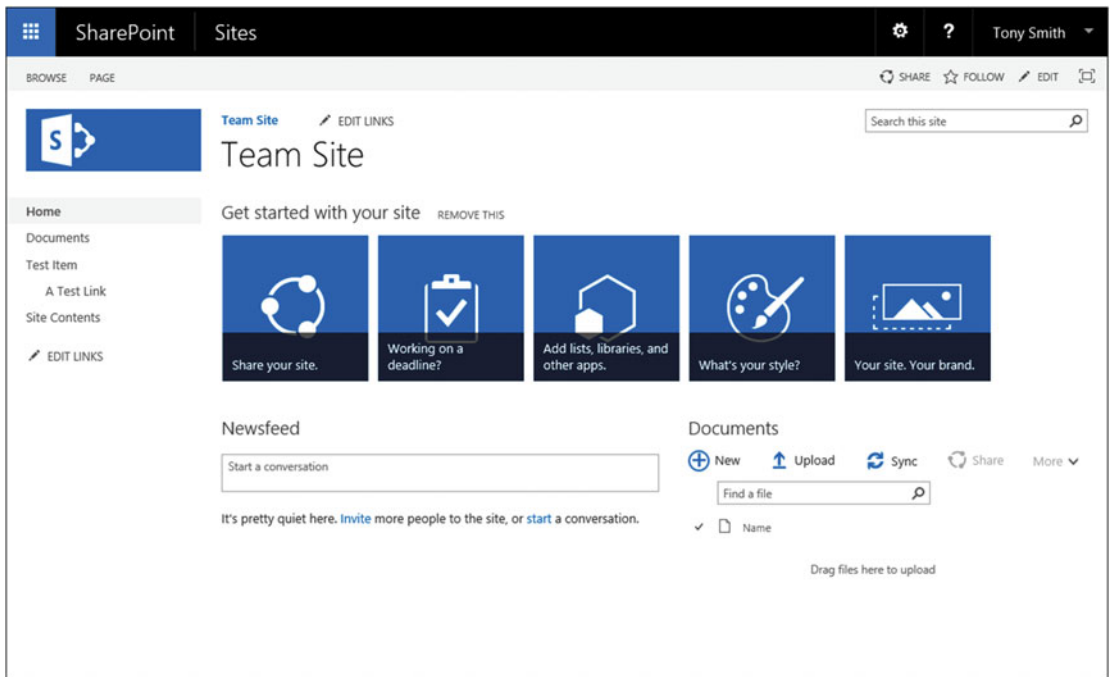 SharePoint Sites ? Tony Smith
BROWSE PAGE SHARE FOLLOW EDIT
S
Team Site EDIT LINKS
Search this site
Team Site
Home
Documents
Test Item
A Test Link
Site Contents
EDIT LINKS
Get started with your site REMOVE THIS
Share your site.
Working on a
deadline?
Add lists, libraries, and
other apps.
What's your style?
Your site. Your brand.
Newsfeed
Start a conversation
It's pretty quiet here. Invite more people to the site, or start a conversation.
Documents
New Upload Sync Share More
Find a file
Name
Drag files here to upload